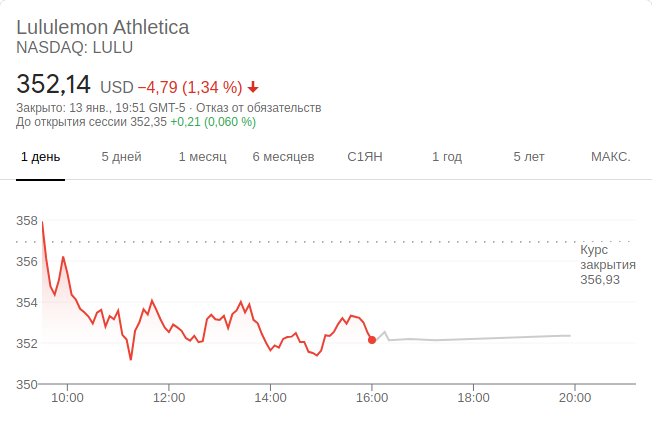 Lululemon Athletica
NASDAQ: LULU
352,14 USD −4,79 (1,34 %)
Закрыто: 13 янв., 19:51 GMT-5 · Отказ от обязательств
До открытия сессии 352,35 +0,21 (0,060 %)
1 день 5 дней 1 месяц 6 месяцев С1ЯН 1 год 5 лет МАКС.
358
Курс
356
закрытия
356,93
354
352
350
10:00 12:00 14:00 16:00 18:00 20:00